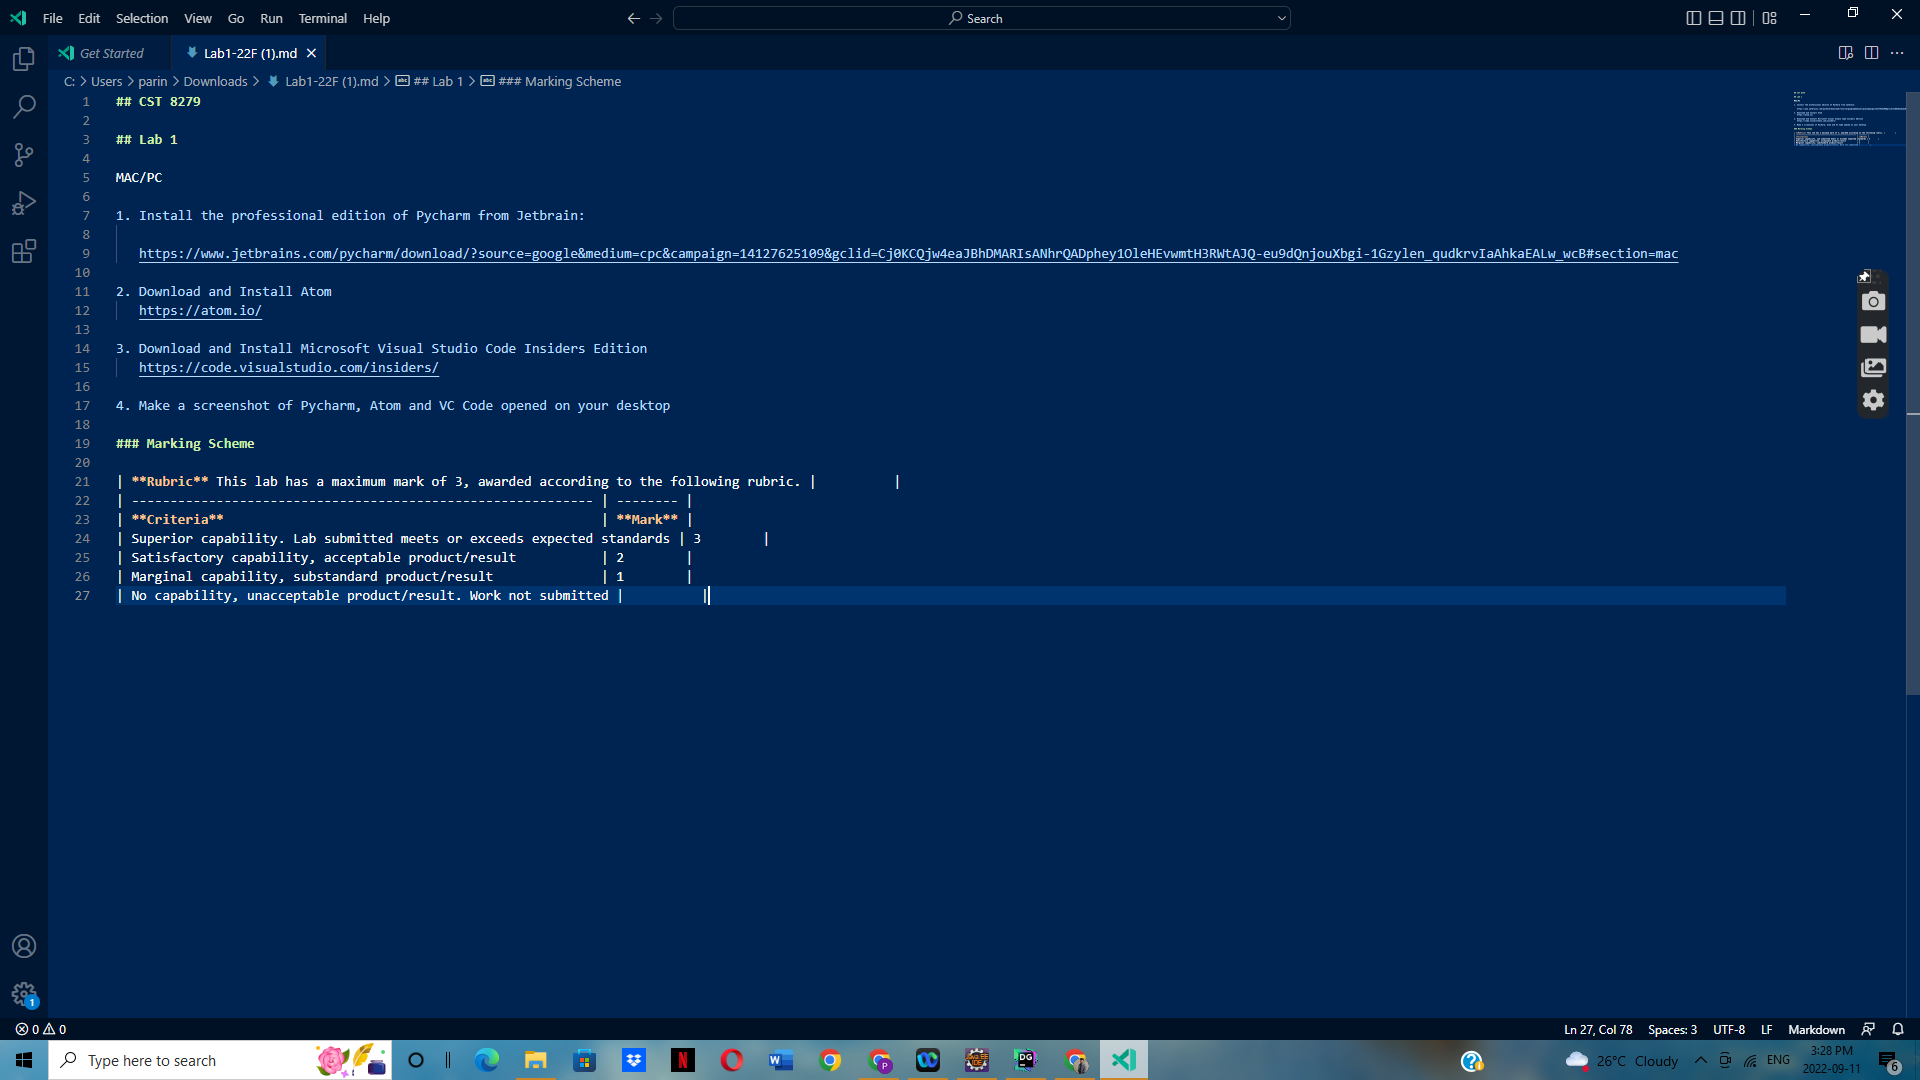 File Edit Selection View Go Run Terminal Help
Search
Get Started
Lab1-22F (1).md
C: > Users > parin > Downloads > Lab1-22F (1).md > ## Lab 1 > ### Marking Scheme
1 ## CST 8279
2
3 ## Lab 1
4
5 MAC/PC
6
7 1. Install the professional edition of Pycharm from Jetbrain:
8
9 https://www.jetbrains.com/pycharm/download/?source=google&medium=cpc&campaign=14127625109&gclid=Cj0KCQjw4eaJBhDMARIsANhrQADphey1OleHEvwmtH3RWtAJQ-eu9dQnjouXbgi-1Gzylen_qudkrvIaAhkaEALw_wcB#section=mac
10
11 2. Download and Install Atom
12 https://atom.io/
13
14 3. Download and Install Microsoft Visual Studio Code Insiders Edition
15 https://code.visualstudio.com/insiders/
16
17 4. Make a screenshot of Pycharm, Atom and VC Code opened on your desktop
18
19 ### Marking Scheme
20
21 | **Rubric** This lab has a maximum mark of 3, awarded according to the following rubric. |          |
22 | ------------------------------------------------------------ | -------- |
23 | **Criteria**                                                 | **Mark** |
24 | Superior capability. Lab submitted meets or exceeds expected standards | 3        |
25 | Satisfactory capability, acceptable product/result           | 2        |
26 | Marginal capability, substandard product/result              | 1        |
27 | No capability, unacceptable product/result. Work not submitted |          |
1
0 0
Ln 27, Col 78 Spaces: 3 UTF-8 LF Markdown
Type here to search
26°C Cloudy
ENG
3:28 PM
2022-09-11
6